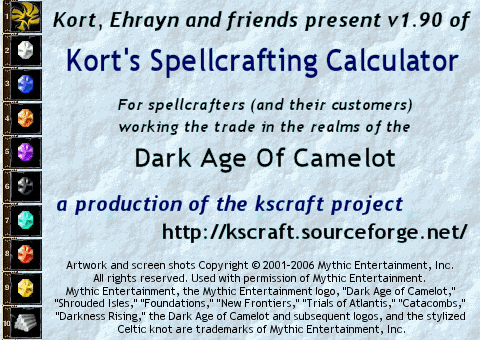 Kort, Ehrayn and friends present v1.90 of
Kort's Spellcrafting Calculator
For spellcrafters (and their customers)
working the trade in the realms of the
Dark Age Of Camelot
a production of the kscraft project
http://kscraft.sourceforge.net/
Artwork and screen shots Copyright © 2001-2006 Mythic Entertainment, Inc.
All rights reserved. Used with permission of Mythic Entertainment.
Mythic Entertainment, the Mythic Entertainment logo, "Dark Age of Camelot,"
"Shrouded Isles," "Foundations," "New Frontiers," "Trials of Atlantis," "Catacombs,"
"Darkness Rising," the Dark Age of Camelot and subsequent logos, and the stylized
Celtic knot are trademarks of Mythic Entertainment, Inc.
1
2
3
4
5
6
7
8
9
10